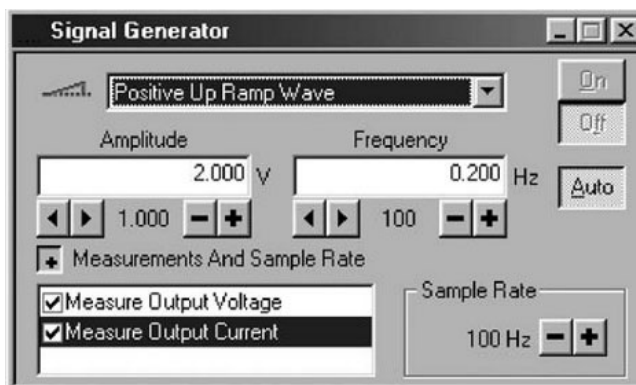 Signal Generator
Positive Up Ramp Wave
On
Off
Auto
Amplitude
Frequency
2.000 V
0.200 Hz
1.000
100
Measurements And Sample Rate
Measure Output Voltage
Measure Output Current
Sample Rate
100 Hz